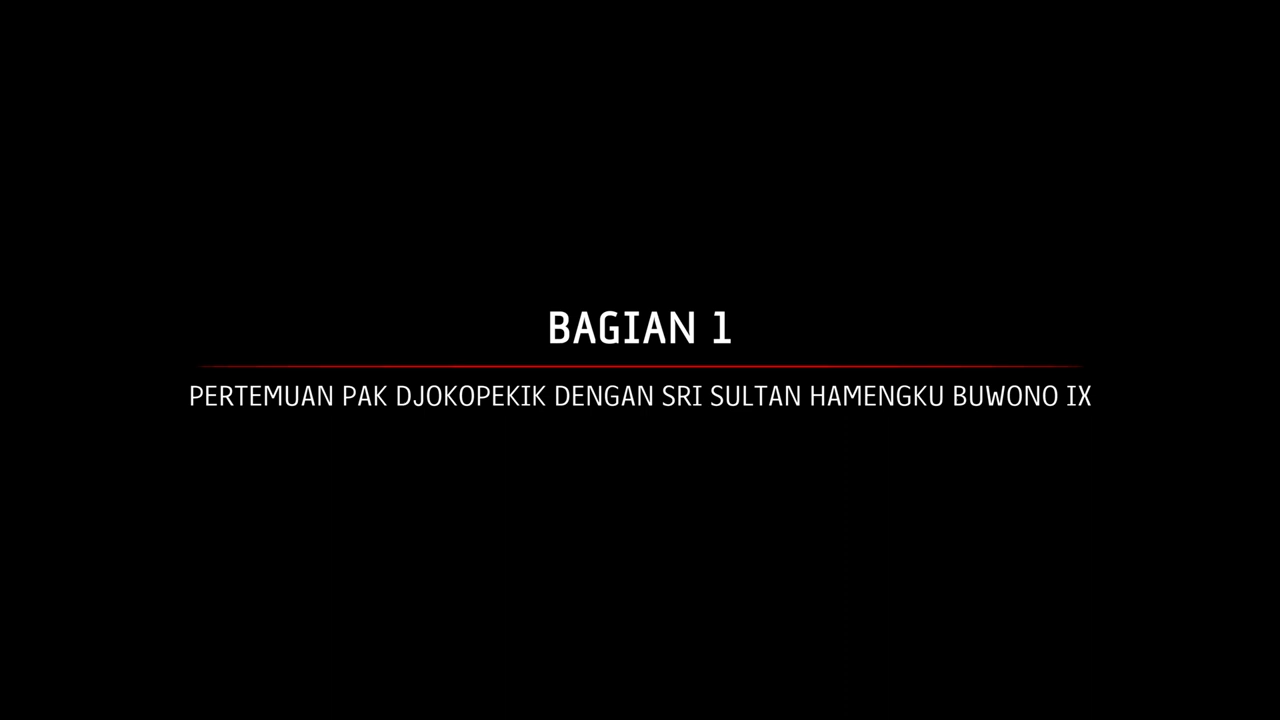 BAGIAN 1
PERTEMUAN PAK DJOKOPEKIK DENGAN SRI SULTAN HAMENGKU BUWONO IX